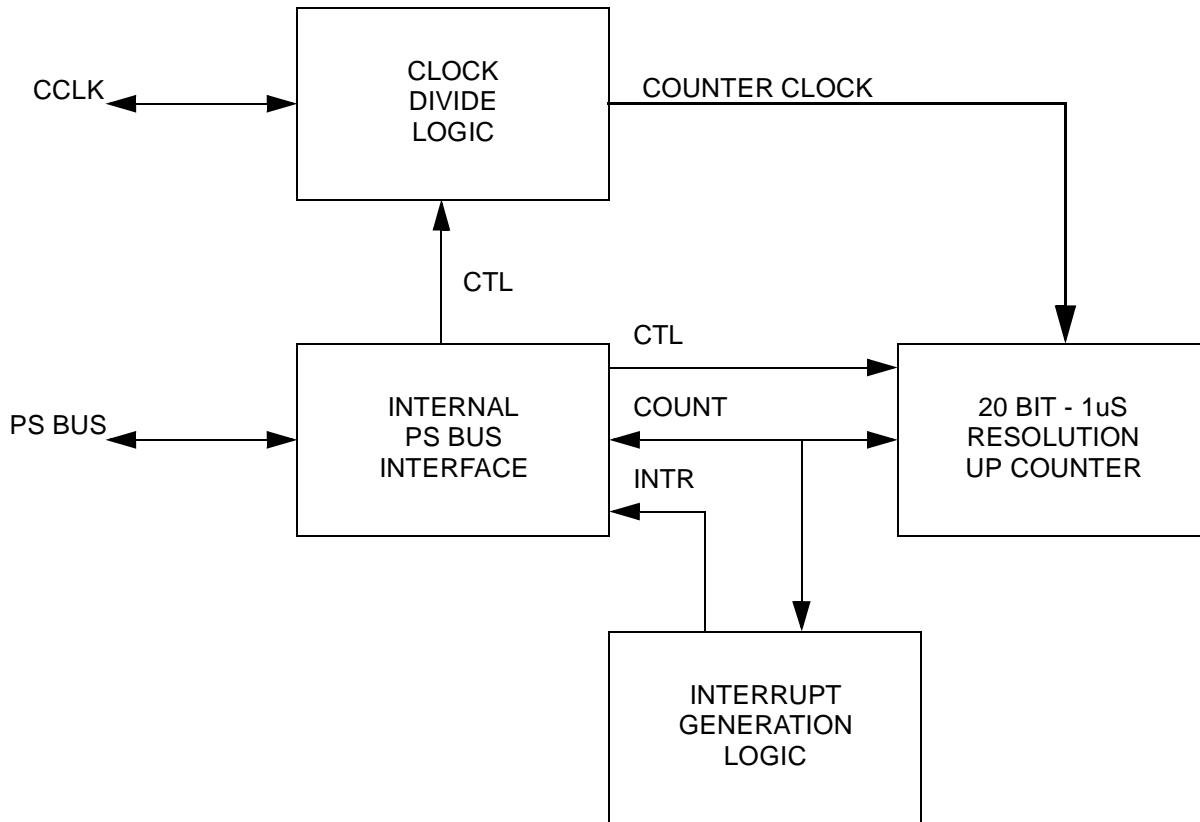 CLOCK
DIVIDE
LOGIC
CCLK
COUNTER CLOCK
CTL
CTL
INTERNAL
PS BUS
INTERFACE
PS BUS
COUNT
INTR
20 BIT - 1uS
RESOLUTION
UP COUNTER
INTERRUPT
GENERATION
LOGIC